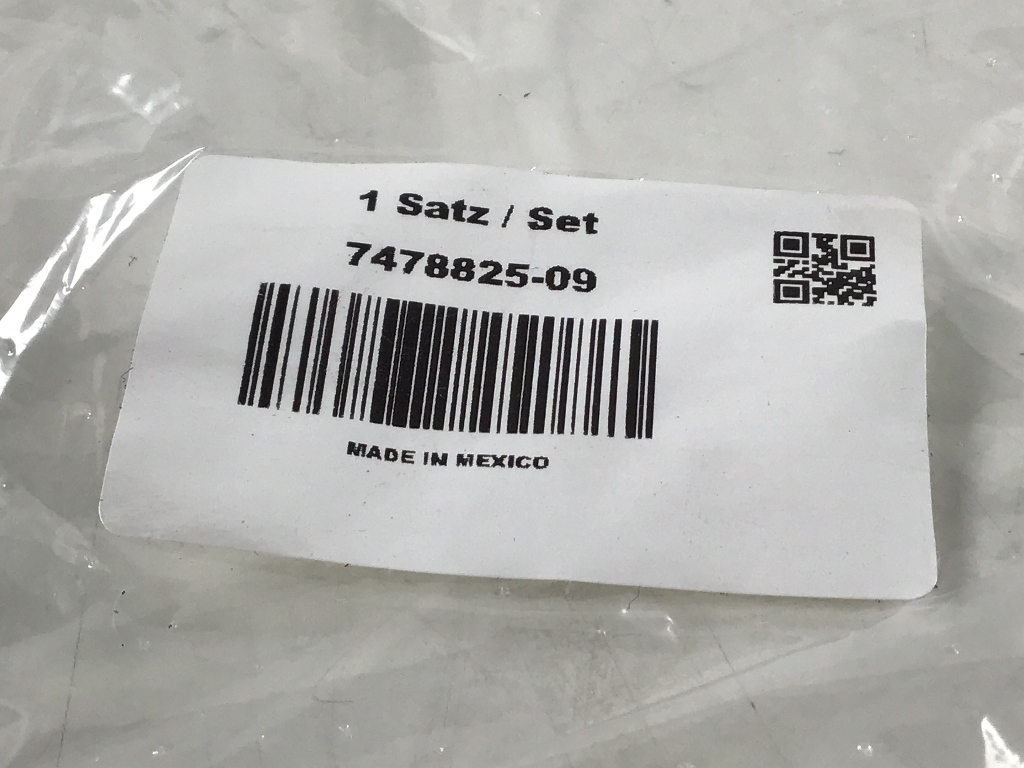 1 Satz / Set
7478825-09
MADE IN MEXICO